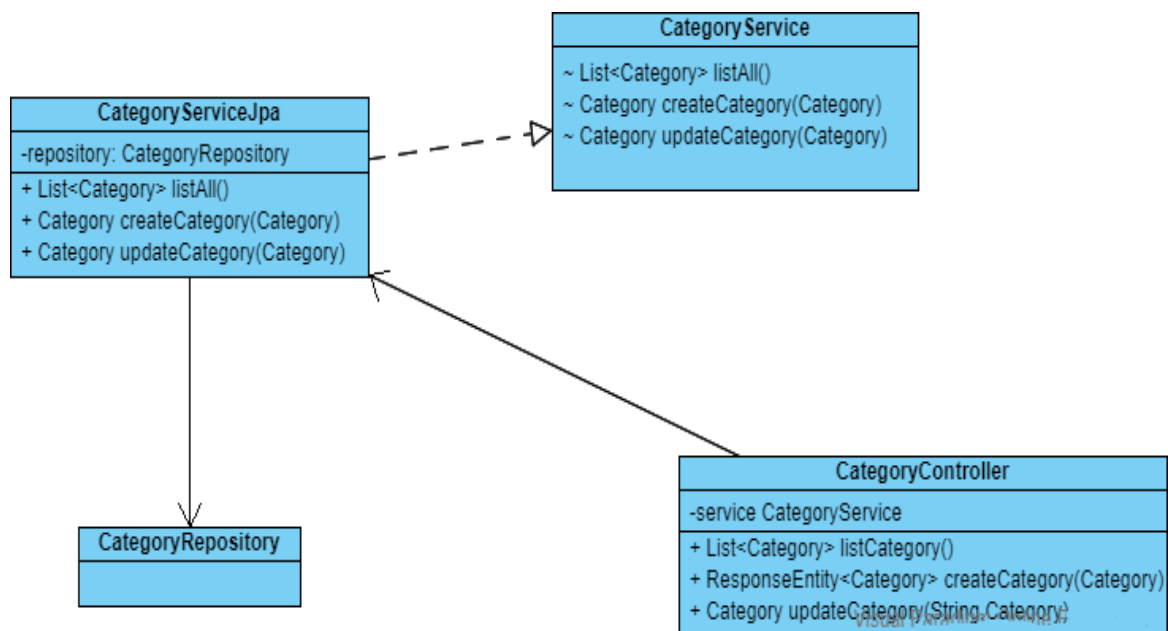 CategoryService
~ List<Category> listAll()
~ Category createCategory(Category)
~ Category updateCategory(Category)
CategoryServiceJpa
-repository: CategoryRepository
+ List<Category> listAll()
+ Category createCategory(Category)
+ Category updateCategory(Category)
CategoryRepository
CategoryController
-service CategoryService
+ List<Category> listCategory()
+ ResponseEntity<Category> createCategory(Category)
+ Category updateCategory(String,Category)
Visual